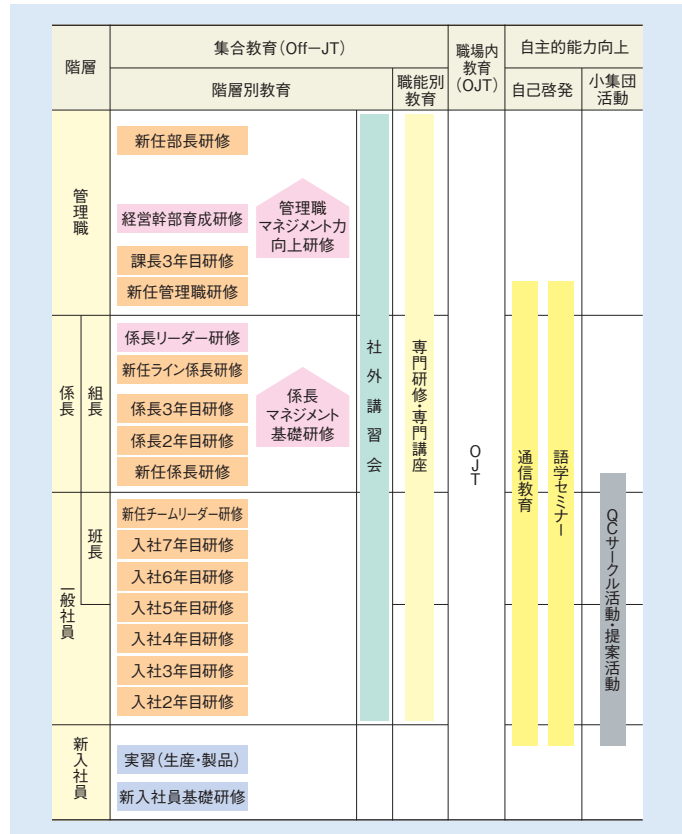 階層
集合教育（Off－JT）
職場内
教育
（OJT）
自主的能力向上
階層別教育
職能別
教育
自己啓発
小集団
活動
管理職
新任部長研修
経営幹部育成研修
管理職
マネジメント力
向上研修
課長3年目研修
新任管理職研修
係長
組長
係長リーダー研修
新任ライン係長研修
係長3年目研修
係長2年目研修
新任係長研修
係長
マネジメント
基礎研修
一般社員
班長
新任チームリーダー研修
入社7年目研修
入社6年目研修
入社5年目研修
入社4年目研修
入社3年目研修
入社2年目研修
新入社員
実習（生産・製品）
新入社員基礎研修
社外講習会
専門研修・専門講座
OJT
通信教育
語学セミナー
QCサークル活動・提案活動